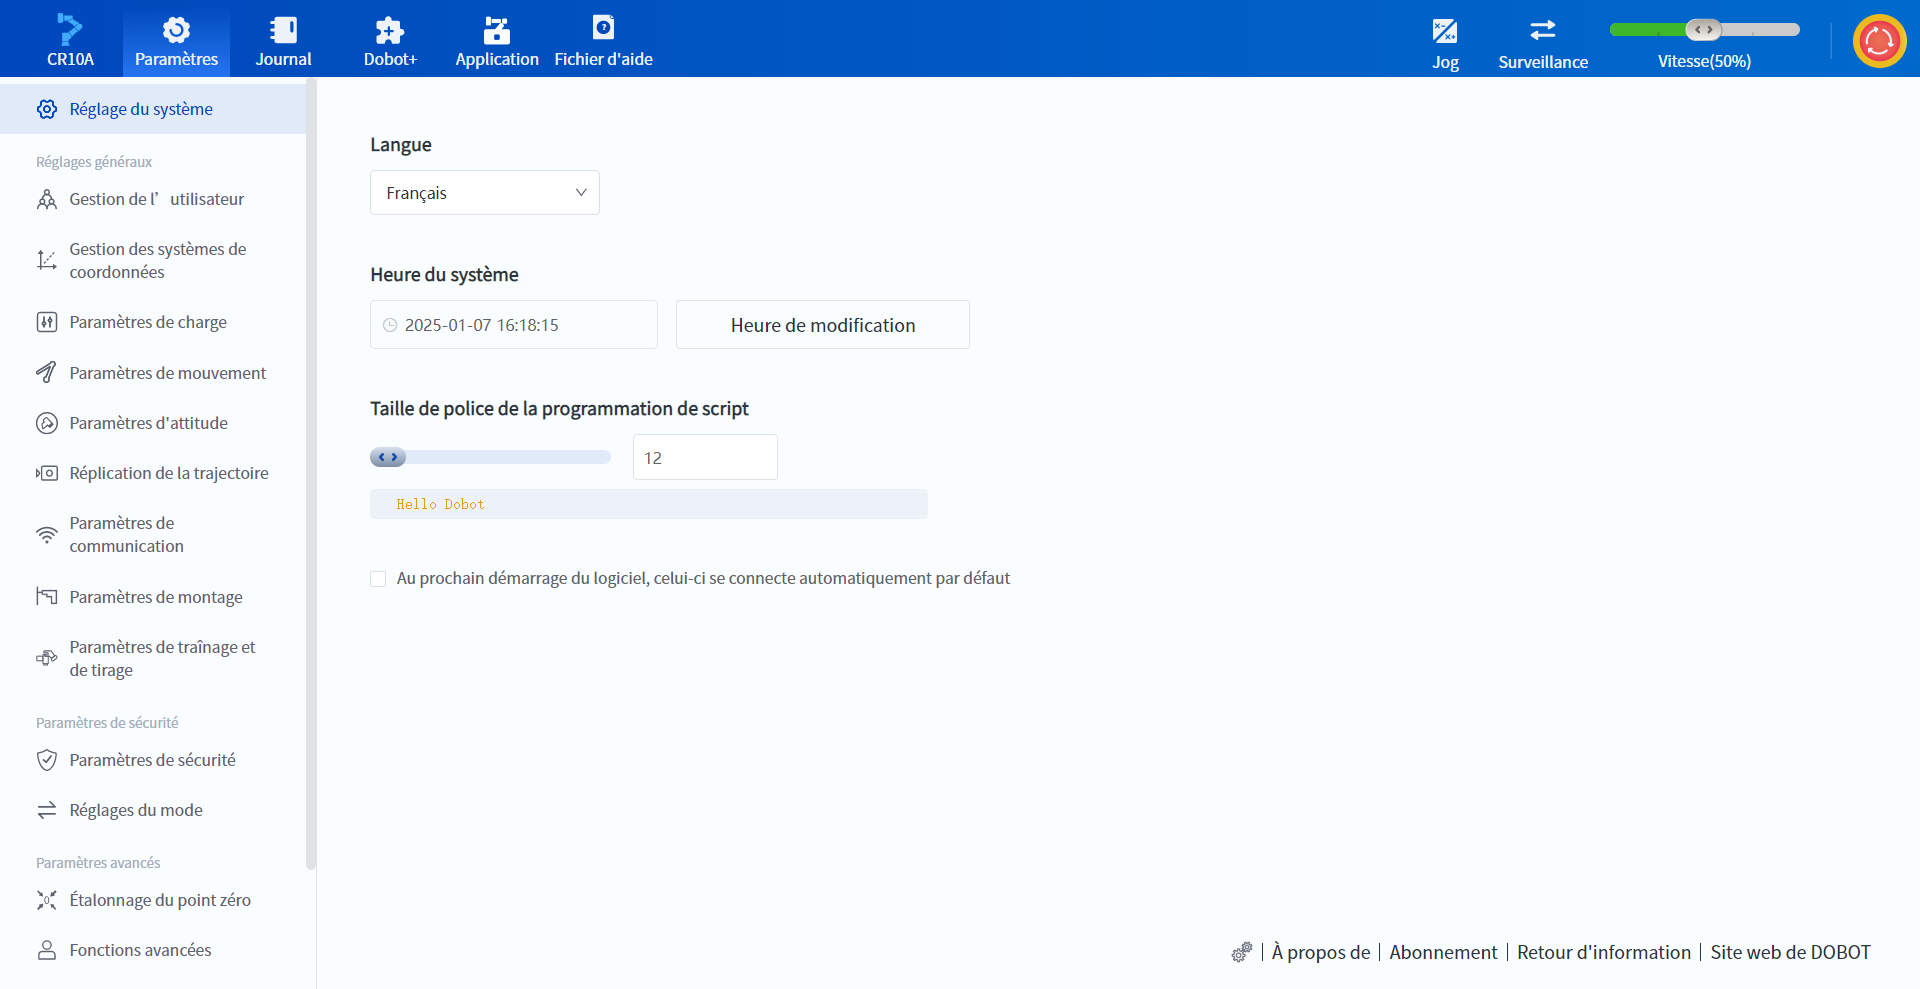 CR10A
Paramètres
Journal
Dobot+
Application
Fichier d'aide
Jog
Surveillance
Vitesse(50%)
Réglage du système
Réglages généraux
Gestion de l’utilisateur
Gestion des systèmes de
coordonnées
Paramètres de charge
Paramètres de mouvement
Paramètres d'attitude
Réplication de la trajectoire
Paramètres de
communication
Paramètres de montage
Paramètres de traînage et
de tirage
Paramètres de sécurité
Paramètres de sécurité
Réglages du mode
Paramètres avancés
Étalonnage du point zéro
Fonctions avancées
Langue
Français
Heure du système
2025-01-07 16:18:15
Heure de modification
Taille de police de la programmation de script
12
Hello Dobot
Au prochain démarrage du logiciel, celui-ci se connecte automatiquement par défaut
À propos de | Abonnement | Retour d'information | Site web de DOBOT